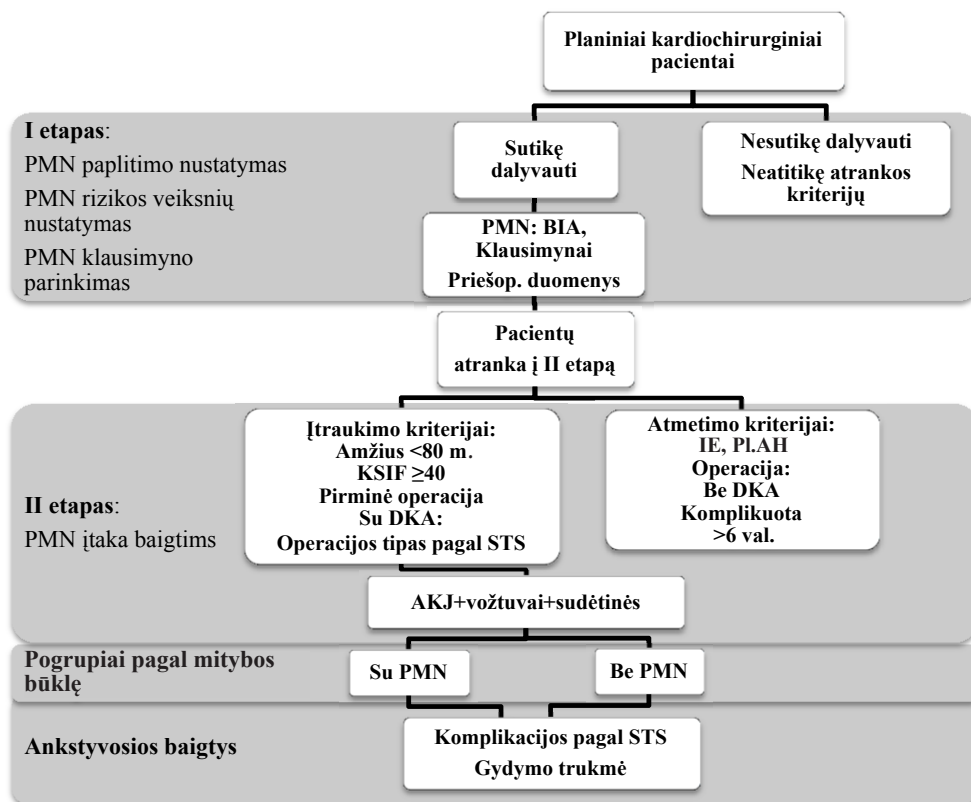 Planiniai kardiochirurginiai
pacientai
I etapas:
PMN paplitimo nustatymas
PMN rizikos veiksnių
nustatymas
PMN klausimyno
parinkimas
Sutikę
dalyvauti
Nesutikę dalyvauti
Neatitikę atrankos
kriterijų
PMN: BIA,
Klausimynai
Priešop. duomenys
Pacientų
atranka į II etapą
II etapas:
PMN įtaka baigtims
Įtraukimo kriterijai:
Amžius <80 m.
KSIF ≥40
Pirminė operacija
Su DKA:
Operacijos tipas pagal STS
Atmetimo kriterijai:
IE, Pl.AH
Operacija:
Be DKA
Komplikuota
>6 val.
AKJ+vožtuvai+sudėtinės
Pogrupiai pagal mitybos
būklę
Su PMN
Be PMN
Ankstyvosios baigtys
Komplikacijos pagal STS
Gydymo trukmė